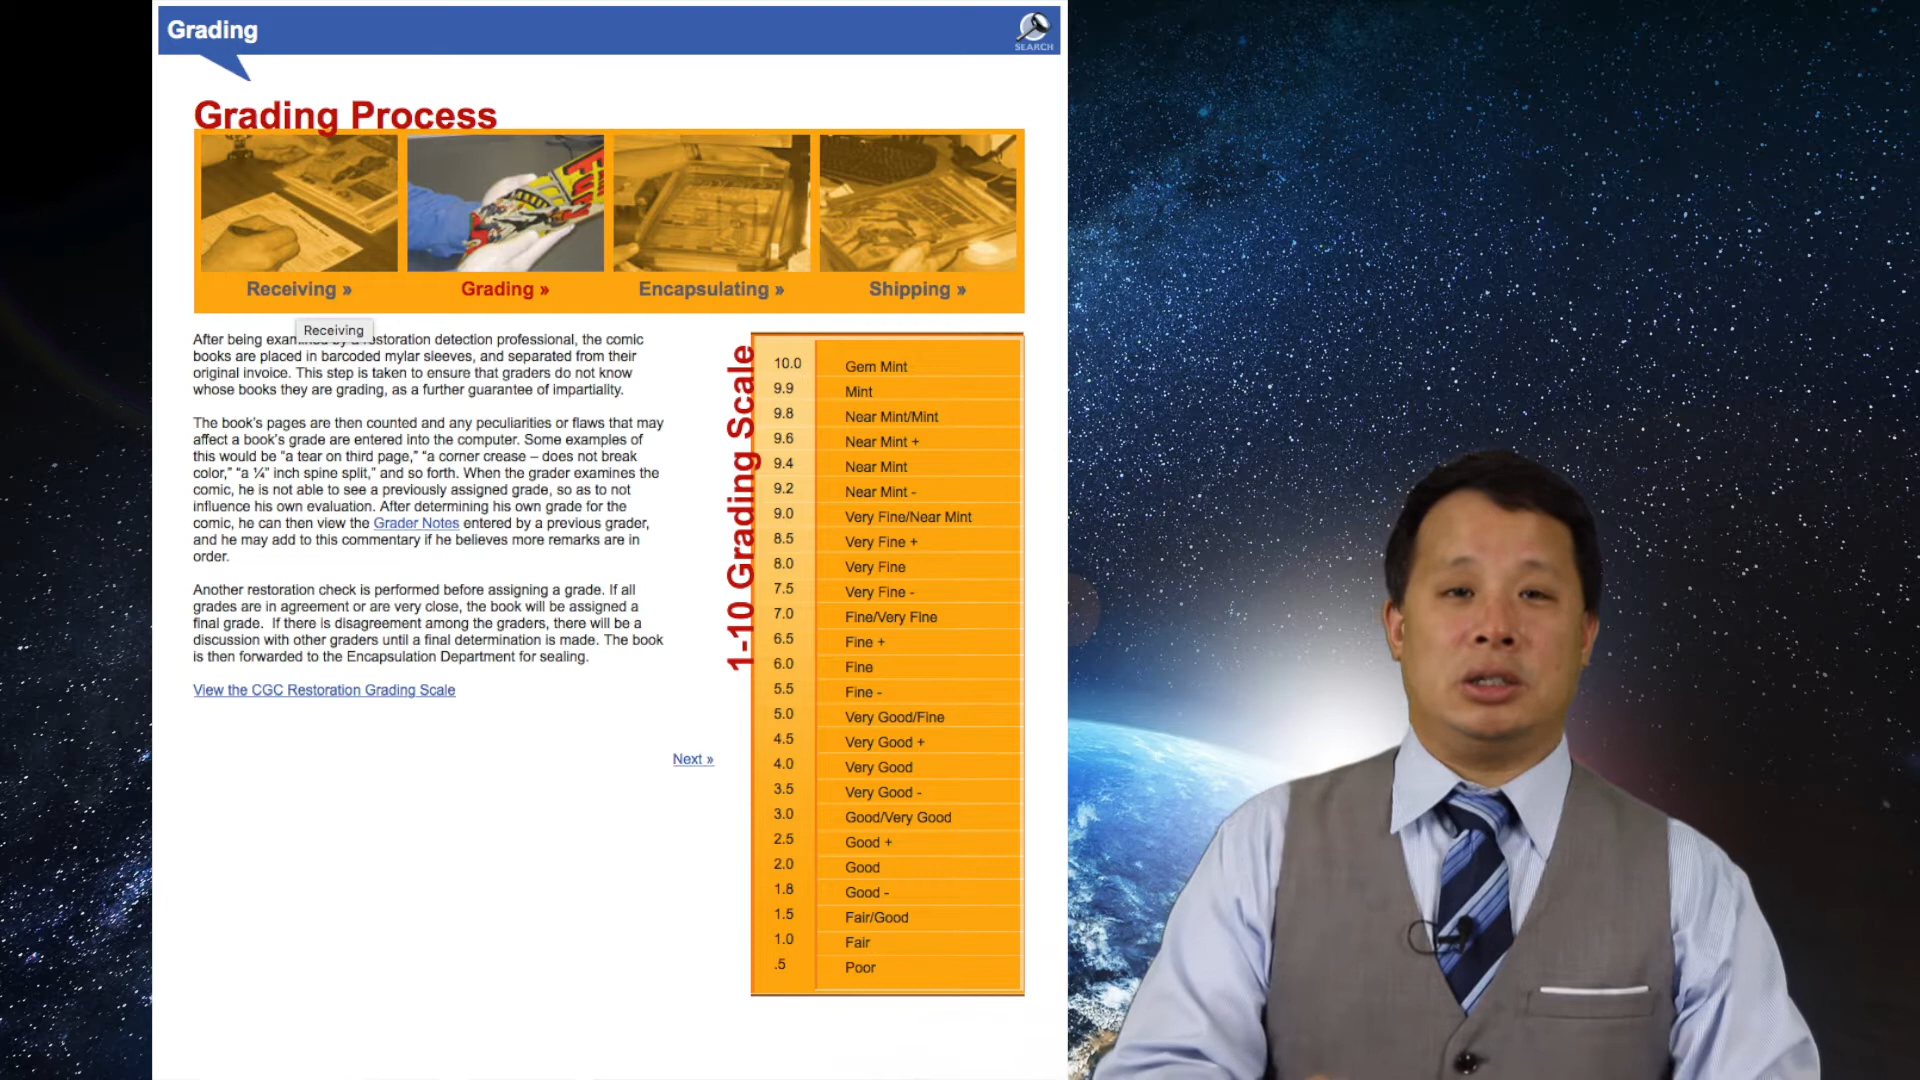 Grading
SEARCH
Grading Process
Receiving »
Grading »
Encapsulating »
Shipping »
Receiving
After being examined by a restoration detection professional, the comic
books are placed in barcoded mylar sleeves, and separated from their
original invoice. This step is taken to ensure that graders do not know
whose books they are grading, as a further guarantee of impartiality.
The book's pages are then counted and any peculiarities or flaws that may
affect a book's grade are entered into the computer. Some examples of
this would be “a tear on third page,” “a corner crease – does not break
color,” “a ¼” inch spine split,” and so forth. When the grader examines the
comic, he is not able to see a previously assigned grade, so as to not
influence his own evaluation. After determining his own grade for the
comic, he can then view the Grader Notes entered by a previous grader,
and he may add to this commentary if he believes more remarks are in
order.
Another restoration check is performed before assigning a grade. If all
grades are in agreement or are very close, the book will be assigned a
final grade.  If there is disagreement among the graders, there will be a
discussion with other graders until a final determination is made. The book
is then forwarded to the Encapsulation Department for sealing.
View the CGC Restoration Grading Scale
Next »
1-10 Grading Scale
10.0 Gem Mint
9.9 Mint
9.8 Near Mint/Mint
9.6 Near Mint +
9.4 Near Mint
9.2 Near Mint -
9.0 Very Fine/Near Mint
8.5 Very Fine +
8.0 Very Fine
7.5 Very Fine -
7.0 Fine/Very Fine
6.5 Fine +
6.0 Fine
5.5 Fine -
5.0 Very Good/Fine
4.5 Very Good +
4.0 Very Good
3.5 Very Good -
3.0 Good/Very Good
2.5 Good +
2.0 Good
1.8 Good -
1.5 Fair/Good
1.0 Fair
.5 Poor